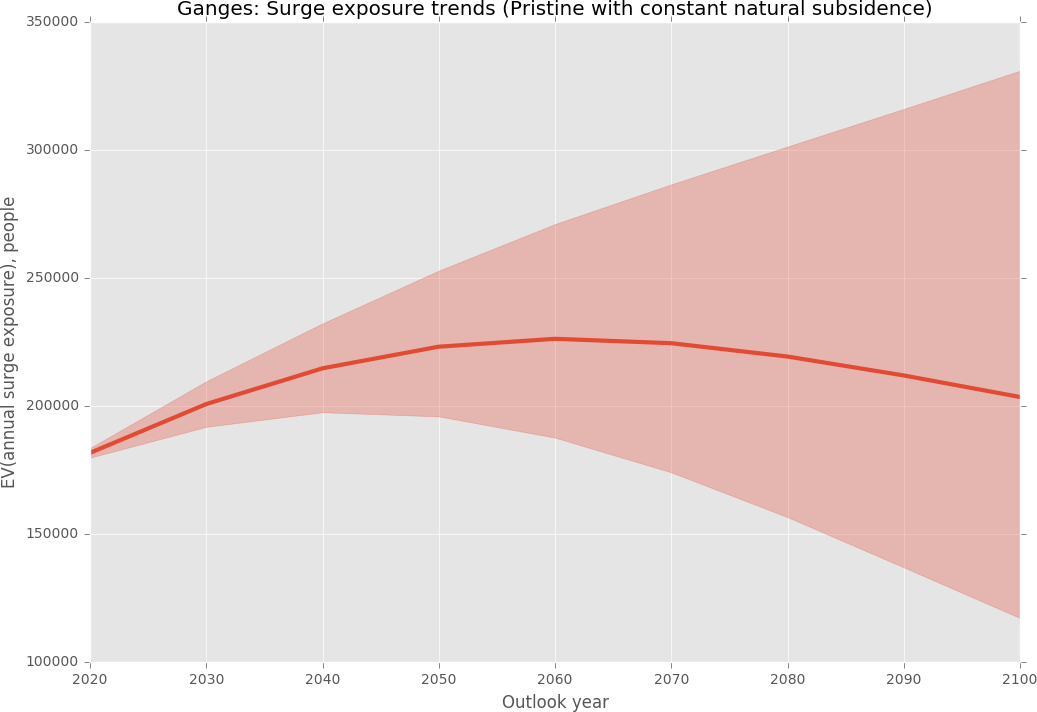 Ganges: Surge exposure trends (Pristine with constant natural subsidence)
350000
300000
250000
200000
150000
100000
EV(annual surge exposure), people
2020 2030 2040 2050 2060 2070 2080 2090 2100
Outlook year